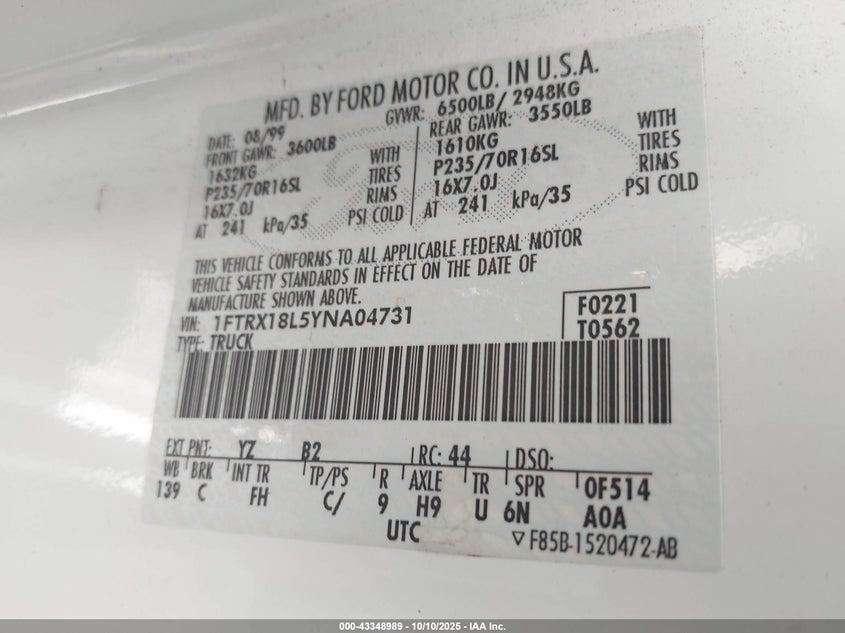 MFD. BY FORD MOTOR CO. IN U.S.A.
DATE: 08/99 GVWR: 6500LB/ 2948KG
FRONT GAWR: 3600LB REAR GAWR: 3550LB
1632KG WITH 1610KG WITH
P235/70R16SL TIRES P235/70R16SL TIRES
16X7.0J RIMS 16X7.0J RIMS
AT 241 kPa/35 PSI COLD AT 241 kPa/35 PSI COLD
THIS VEHICLE CONFORMS TO ALL APPLICABLE FEDERAL MOTOR
VEHICLE SAFETY STANDARDS IN EFFECT ON THE DATE OF
MANUFACTURE SHOWN ABOVE.
VIN: 1FTRX18L5YNA04731 F0221
TYPE: TRUCK T0562
EXT PNT: YZ B2 RC: 44 DSO:
WB BRK INT TR TP/PS R AXLE TR SPR 0F514
139 C FH C/ 9 H9 U 6N A0A
UTC
▽ F85B-1520472-AB
000-43348989 - 10/10/2025 - IAA Inc.